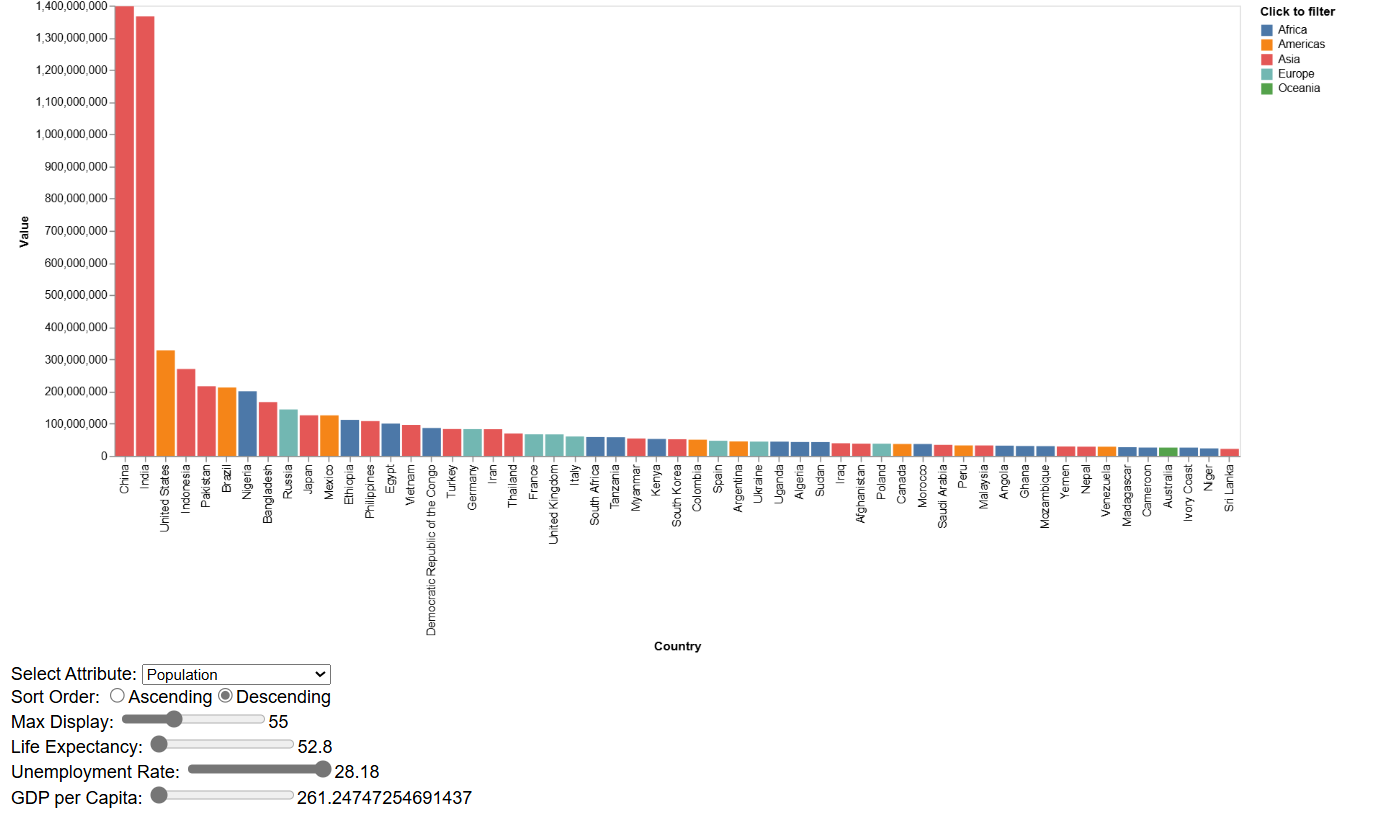 1,400,000,000
1,300,000,000
1,200,000,000
1,100,000,000
1,000,000,000
900,000,000
800,000,000
700,000,000
600,000,000
500,000,000
400,000,000
300,000,000
200,000,000
100,000,000
0
Value
Click to filter
Africa
Americas
Asia
Europe
Oceania
China
India
United States
Indonesia
Pakistan
Brazil
Nigeria
Bangladesh
Russia
Japan
Mexico
Ethiopia
Philippines
Egypt
Vietnam
Democratic Republic of the Congo
Turkey
Germany
Iran
Thailand
France
United Kingdom
Italy
South Africa
Tanzania
Myanmar
Kenya
South Korea
Colombia
Spain
Argentina
Ukraine
Uganda
Algeria
Sudan
Iraq
Afghanistan
Poland
Canada
Morocco
Saudi Arabia
Peru
Malaysia
Angola
Ghana
Mozambique
Yemen
Nepal
Venezuela
Madagascar
Cameroon
Australia
Ivory Coast
Niger
Sri Lanka
Country
Select Attribute: Population
Sort Order: Ascending Descending
Max Display: 55
Life Expectancy: 52.8
Unemployment Rate: 28.18
GDP per Capita: 261.24747254691437